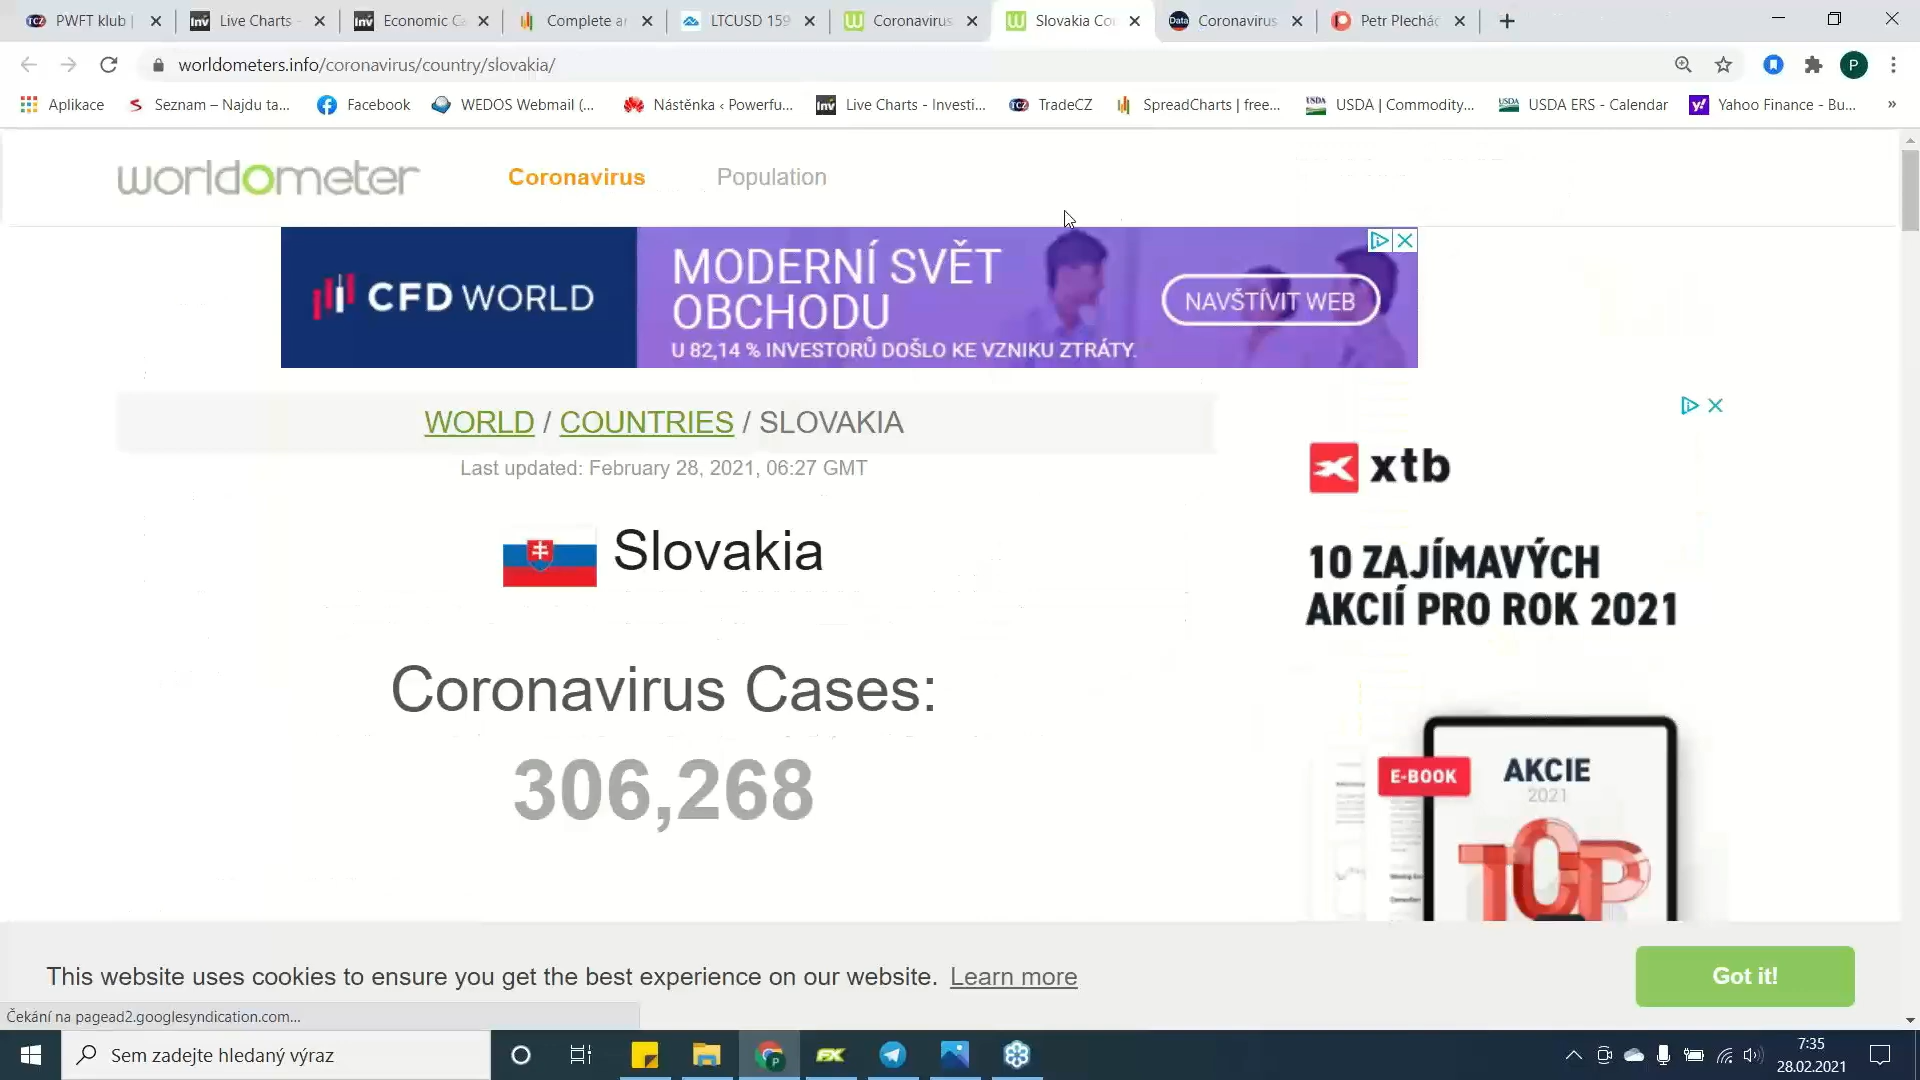 PWFT klub
Live Charts -
Economic Ca
Complete an
LTCUSD 159
Coronavirus
Slovakia Co
Data Coronavirus
Petr Plechác
worldometers.info/coronavirus/country/slovakia/
P
Aplikace
Seznam – Najdu ta...
Facebook
WEDOS Webmail (...
Nástěnka ‹ Powerfu...
Live Charts - Investi...
TradeCZ
SpreadCharts | free...
USDA | Commodity...
USDA ERS - Calendar
Yahoo Finance - Bu...
»
worldometer
Coronavirus
Population
CFD WORLD
MODERNÍ SVĚT
OBCHODU
U 82,14 % INVESTORŮ DOŠLO KE VZNIKU ZTRÁTY.
NAVŠTÍVIT WEB
WORLD / COUNTRIES / SLOVAKIA
Last updated: February 28, 2021, 06:27 GMT
Slovakia
Coronavirus Cases:
306,268
xtb
10 ZAJÍMAVÝCH
AKCIÍ PRO ROK 2021
E-BOOK
AKCIE
2021
TOP
This website uses cookies to ensure you get the best experience on our website. Learn more
Got it!
Čekání na pagead2.googlesyndication.com...
Sem zadejte hledaný výraz
FX
7:35
28.02.2021